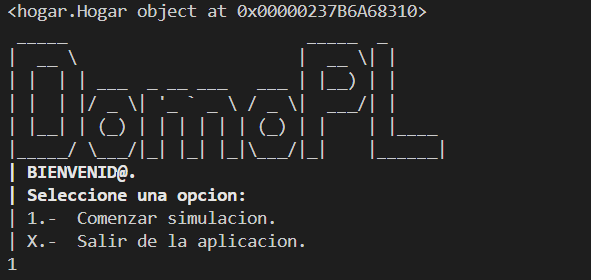 <hogar.Hogar object at 0x00000237B6A68310>
DomoPL
| BIENVENID@.
| Seleccione una opcion:
| 1.-  Comenzar simulacion.
| X.-  Salir de la aplicacion.
1